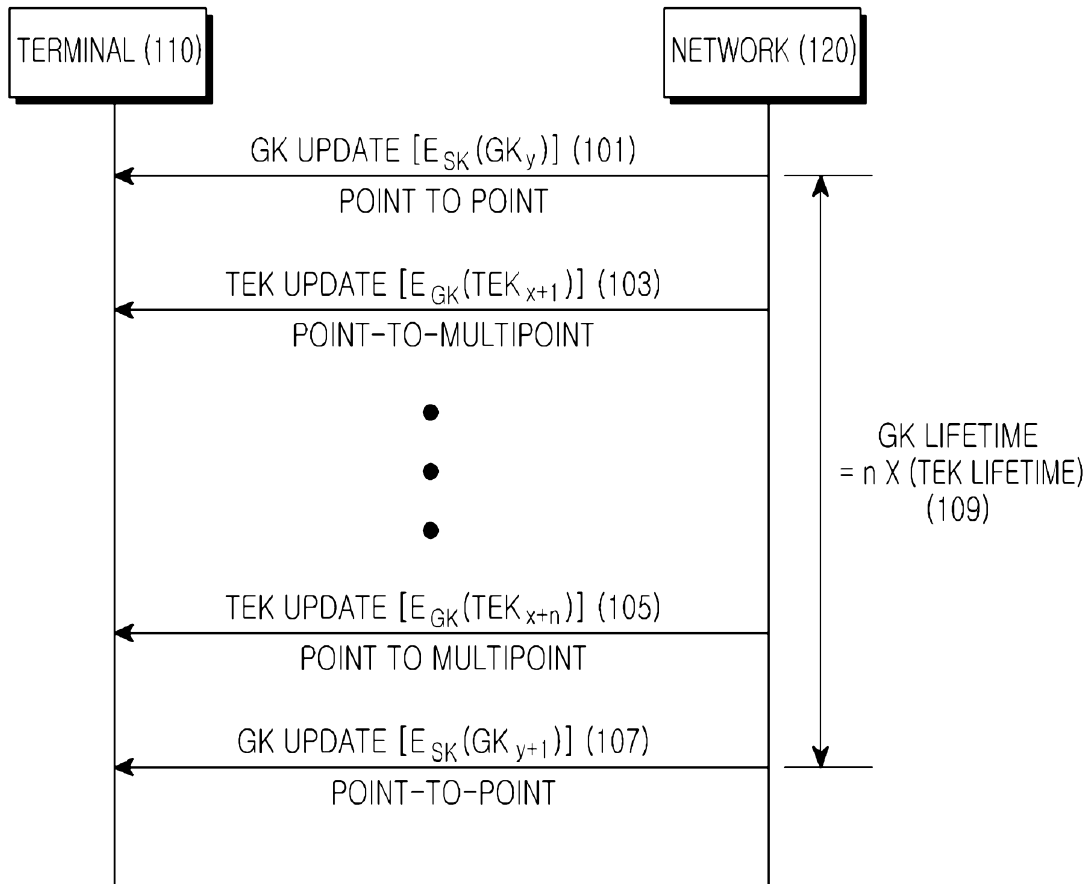 TERMINAL (110)
NETWORK (120)
GK UPDATE [E_SK(GK_y)] (101)
POINT TO POINT
TEK UPDATE [E_GK(TEK_x+1)] (103)
POINT-TO-MULTIPOINT
GK LIFETIME
= n X (TEK LIFETIME)
(109)
TEK UPDATE [E_GK(TEK_x+n)] (105)
POINT TO MULTIPOINT
GK UPDATE [E_SK(GK_y+1)] (107)
POINT-TO-POINT